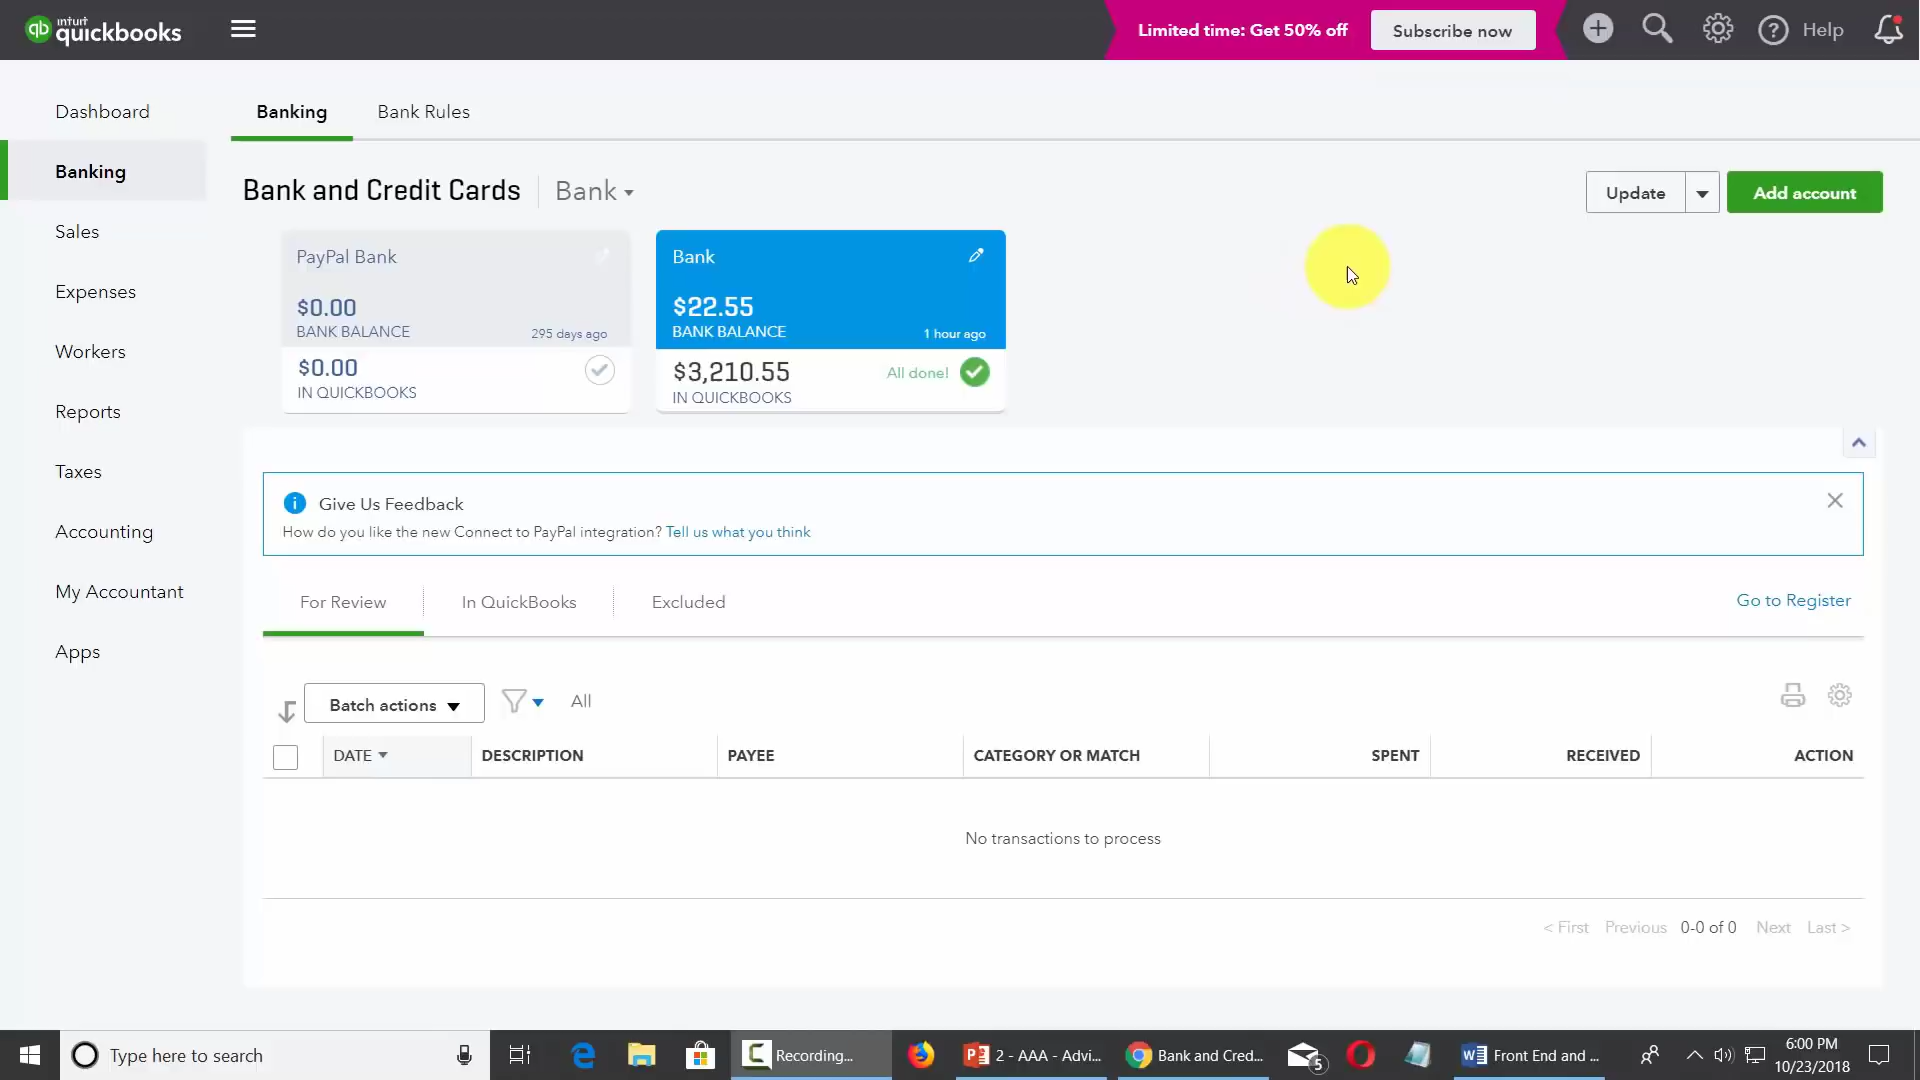 intuit
quickbooks
Limited time: Get 50% off
Subscribe now
Help
Dashboard
Banking
Sales
Expenses
Workers
Reports
Taxes
Accounting
My Accountant
Apps
Banking
Bank Rules
Bank and Credit Cards
Bank
Update
Add account
PayPal Bank
$0.00
BANK BALANCE
295 days ago
$0.00
IN QUICKBOOKS
Bank
$22.55
BANK BALANCE
1 hour ago
$3,210.55
All done!
IN QUICKBOOKS
Give Us Feedback
How do you like the new Connect to PayPal integration? Tell us what you think
For Review
In QuickBooks
Excluded
Go to Register
Batch actions
All
DATE
DESCRIPTION
PAYEE
CATEGORY OR MATCH
SPENT
RECEIVED
ACTION
No transactions to process
< First
Previous
0-0 of 0
Next
Last >
Type here to search
Recording...
2 - AAA - Advi...
Bank and Cred...
5
Front End and ...
6:00 PM
10/23/2018